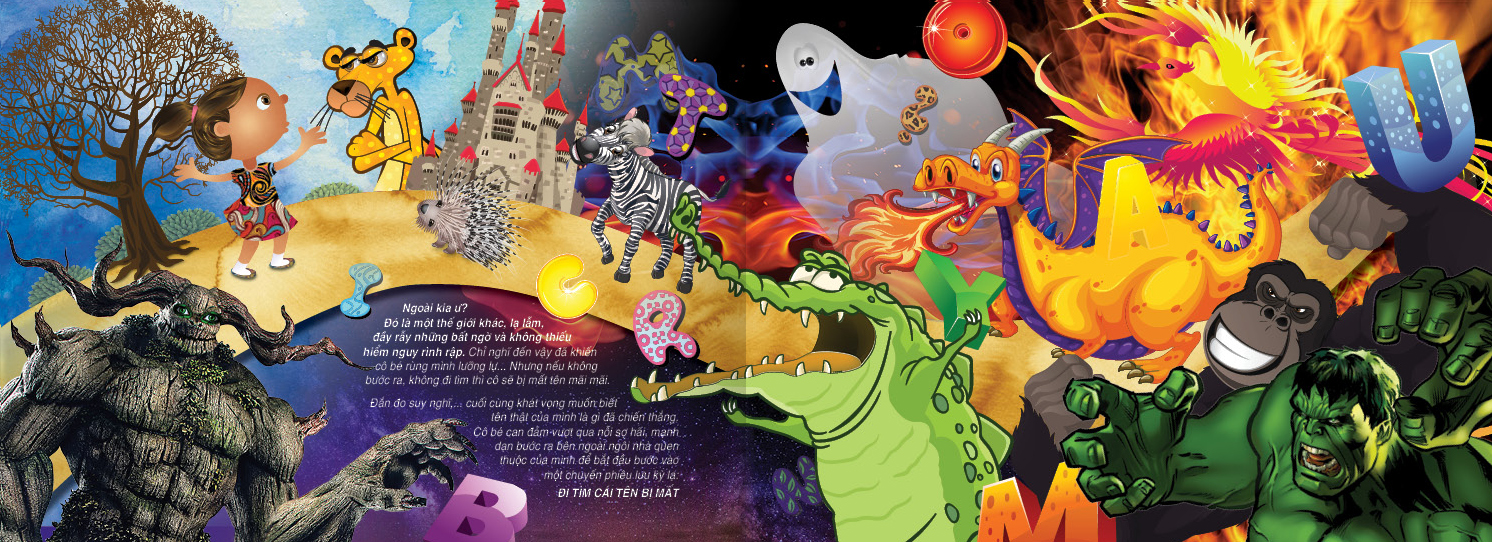 Ngoài kia ư?
Đó là một thế giới khác, lạ lẫm,
đầy rẫy những bất ngờ và không thiếu
hiểm nguy rình rập. Chỉ nghĩ đến vậy đã khiến
cô bé rùng mình lưỡng lự... Nhưng nếu không
bước ra, không đi tìm thì cô sẽ bị mất tên mãi mãi.
Đắn đo suy nghĩ,... cuối cùng khát vọng muốn biết
tên thật của mình là gì đã chiến thắng.
Cô bé can đảm vượt qua nỗi sợ hãi, mạnh
dạn bước ra bên ngoài ngôi nhà quen
thuộc của mình để bắt đầu bước vào
một chuyến phiêu lưu kỳ lạ:
ĐI TÌM CÁI TÊN BÍ MẬT
T
U
A
I
C
Y
R
B
M